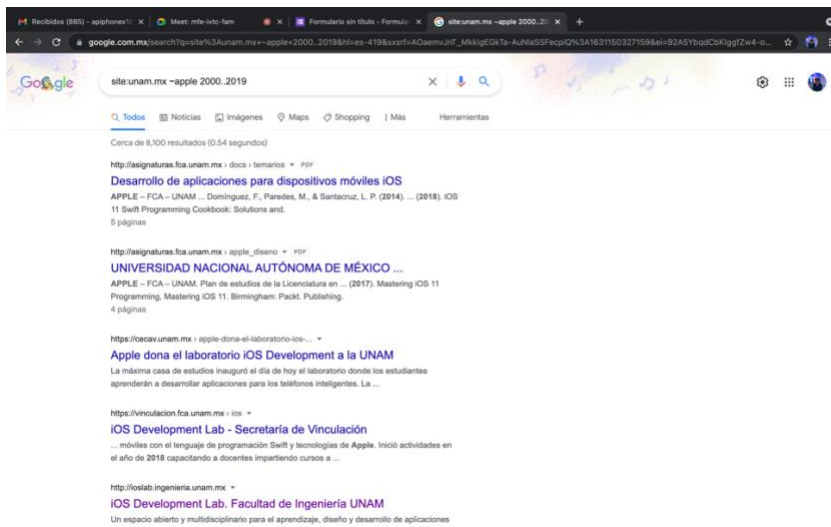 Recibidos (885) - apiphonex1 Meet: mfe-ivtc-fam Formulario sin título - Formular site:unam.mx ~apple 2000..20
google.com.mx/search?q=site%3Aunam.mx+~apple+2000..2019&hl=es-419&sxsrf=
Google site:unam.mx ~apple 2000..2019
Todos Noticias Imágenes Maps Shopping Más Herramientas
Cerca de 8,100 resultados (0.54 segundos)
http://asignaturas.fca.unam.mx › docs › temarios PDF
Desarrollo de aplicaciones para dispositivos móviles iOS
APPLE – FCA – UNAM ... Domínguez, F., Paredes, M., & Santacruz, L. P. (2014). ... (2018). iOS
11 Swift Programming Cookbook: Solutions and.
5 páginas
http://asignaturas.fca.unam.mx › apple_diseno PDF
UNIVERSIDAD NACIONAL AUTÓNOMA DE MÉXICO ...
APPLE – FCA – UNAM. Plan de estudios de la Licenciatura en ... (2017). Mastering iOS 11
Programming, Mastering iOS 11. Birmingham: Packt. Publishing.
4 páginas
https://cecav.unam.mx › apple-dona-el-laboratorio-ios-...
Apple dona el laboratorio iOS Development a la UNAM
La máxima casa de estudios inauguró el día de hoy el laboratorio donde los estudiantes
aprenderán a desarrollar aplicaciones para los teléfonos inteligentes. La ...
https://vinculacion.fca.unam.mx › ios
iOS Development Lab - Secretaría de Vinculación
... móviles con el lenguaje de programación Swift y tecnologías de Apple. Inició actividades en
el año de 2018 capacitando a docentes impartiendo cursos a ...
http://ioslab.ingenieria.unam.mx
iOS Development Lab. Facultad de Ingeniería UNAM
Un espacio abierto y multidisciplinario para el aprendizaje, diseño y desarrollo de aplicaciones